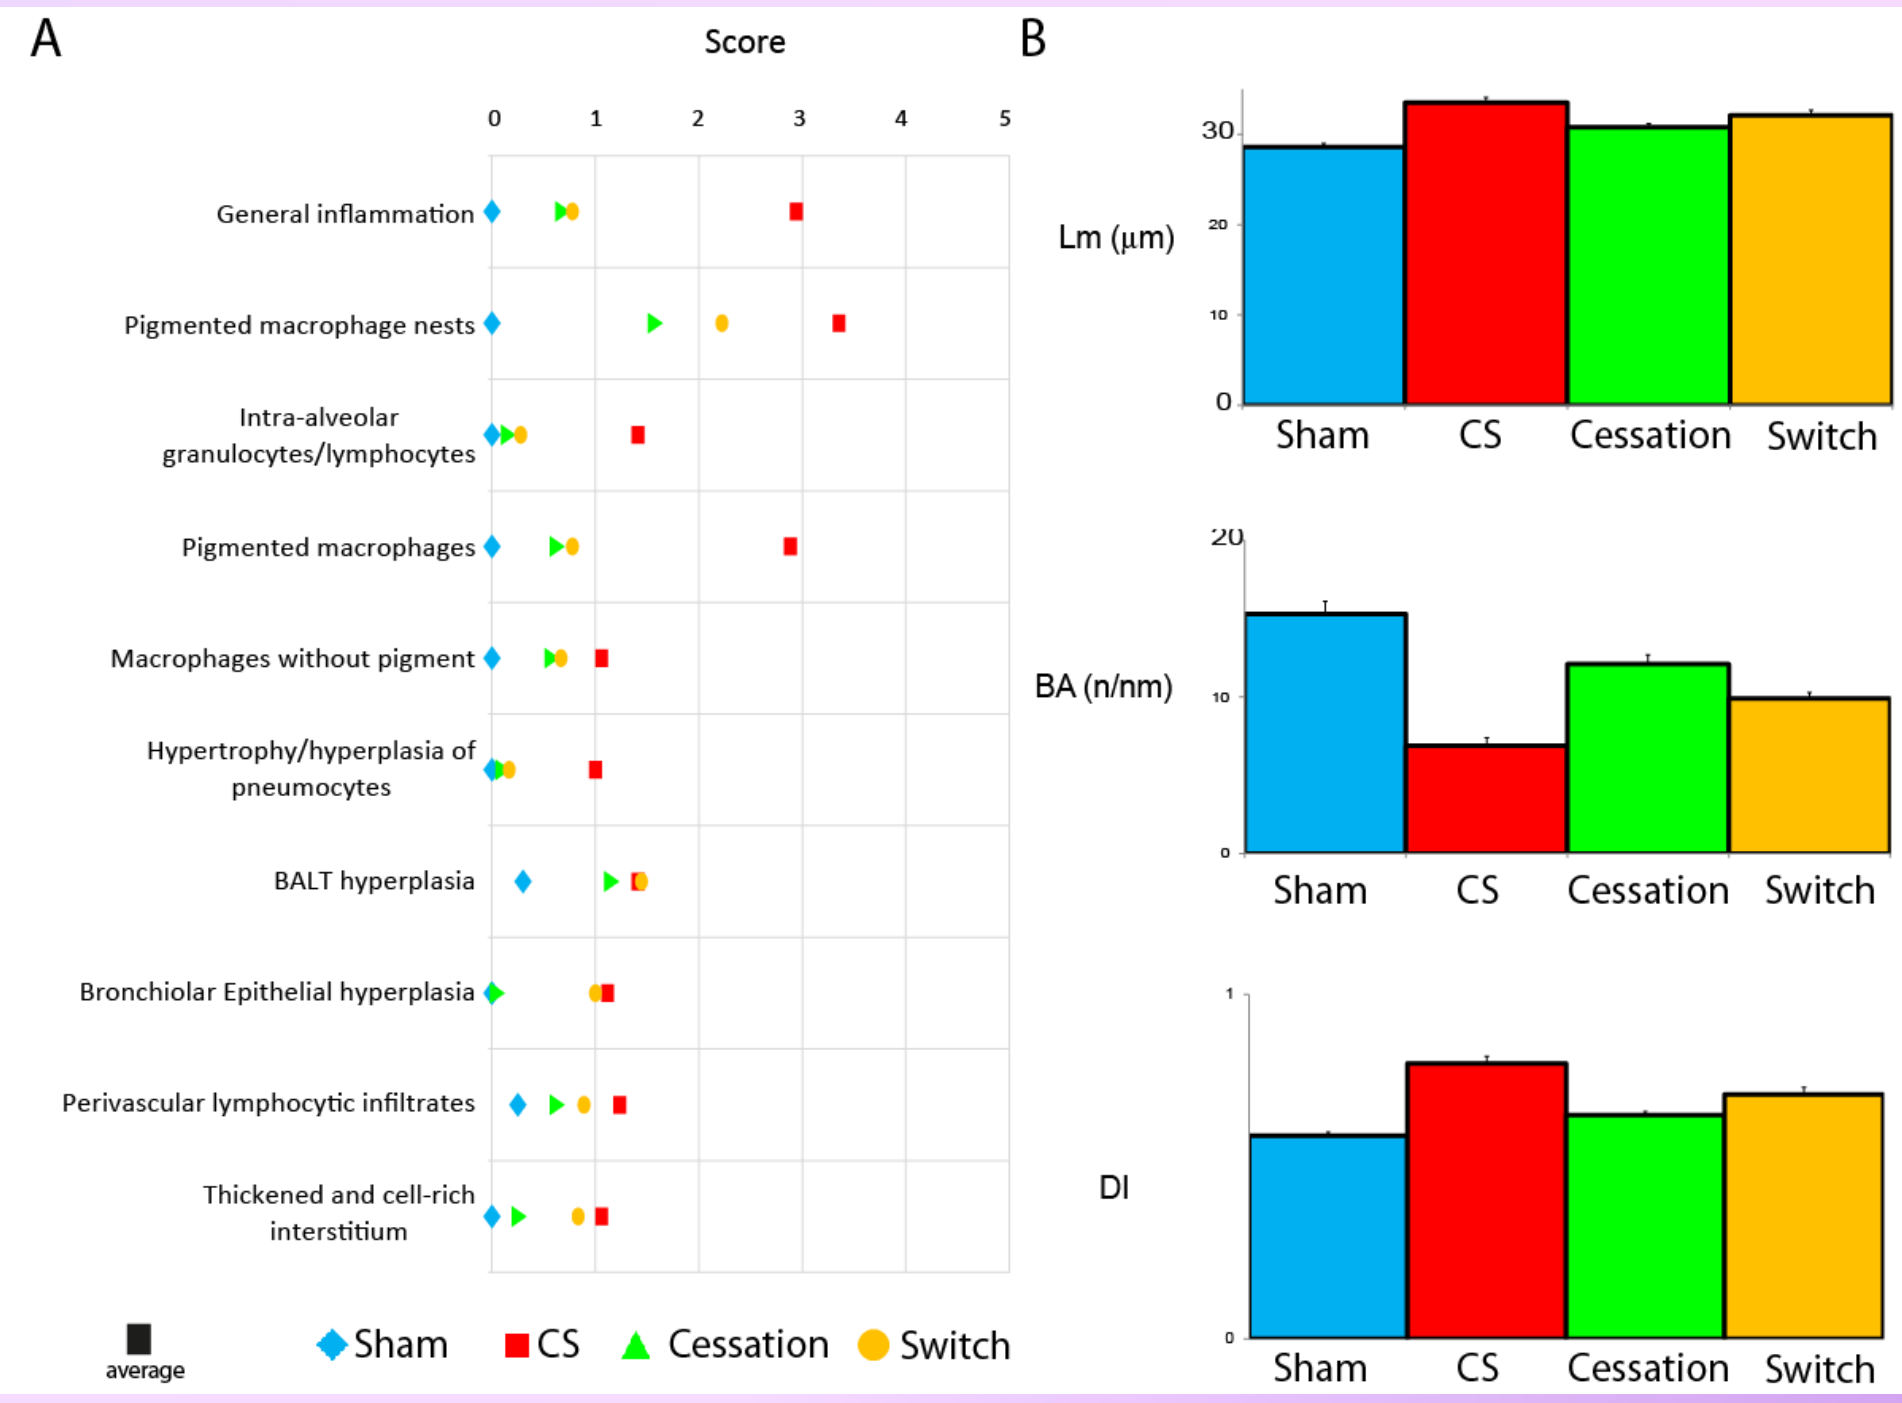 A
Score
0 1 2 3 4 5
General inflammation
Pigmented macrophage nests
Intra-alveolar
granulocytes/lymphocytes
Pigmented macrophages
Macrophages without pigment
Hypertrophy/hyperplasia of
pneumocytes
BALT hyperplasia
Bronchiolar Epithelial hyperplasia
Perivascular lymphocytic infiltrates
Thickened and cell-rich
interstitium
average
Sham CS Cessation Switch
B
30
20
10
0
Lm (μm)
Sham CS Cessation Switch
20
10
0
BA (n/nm)
Sham CS Cessation Switch
1
0
DI
Sham CS Cessation Switch